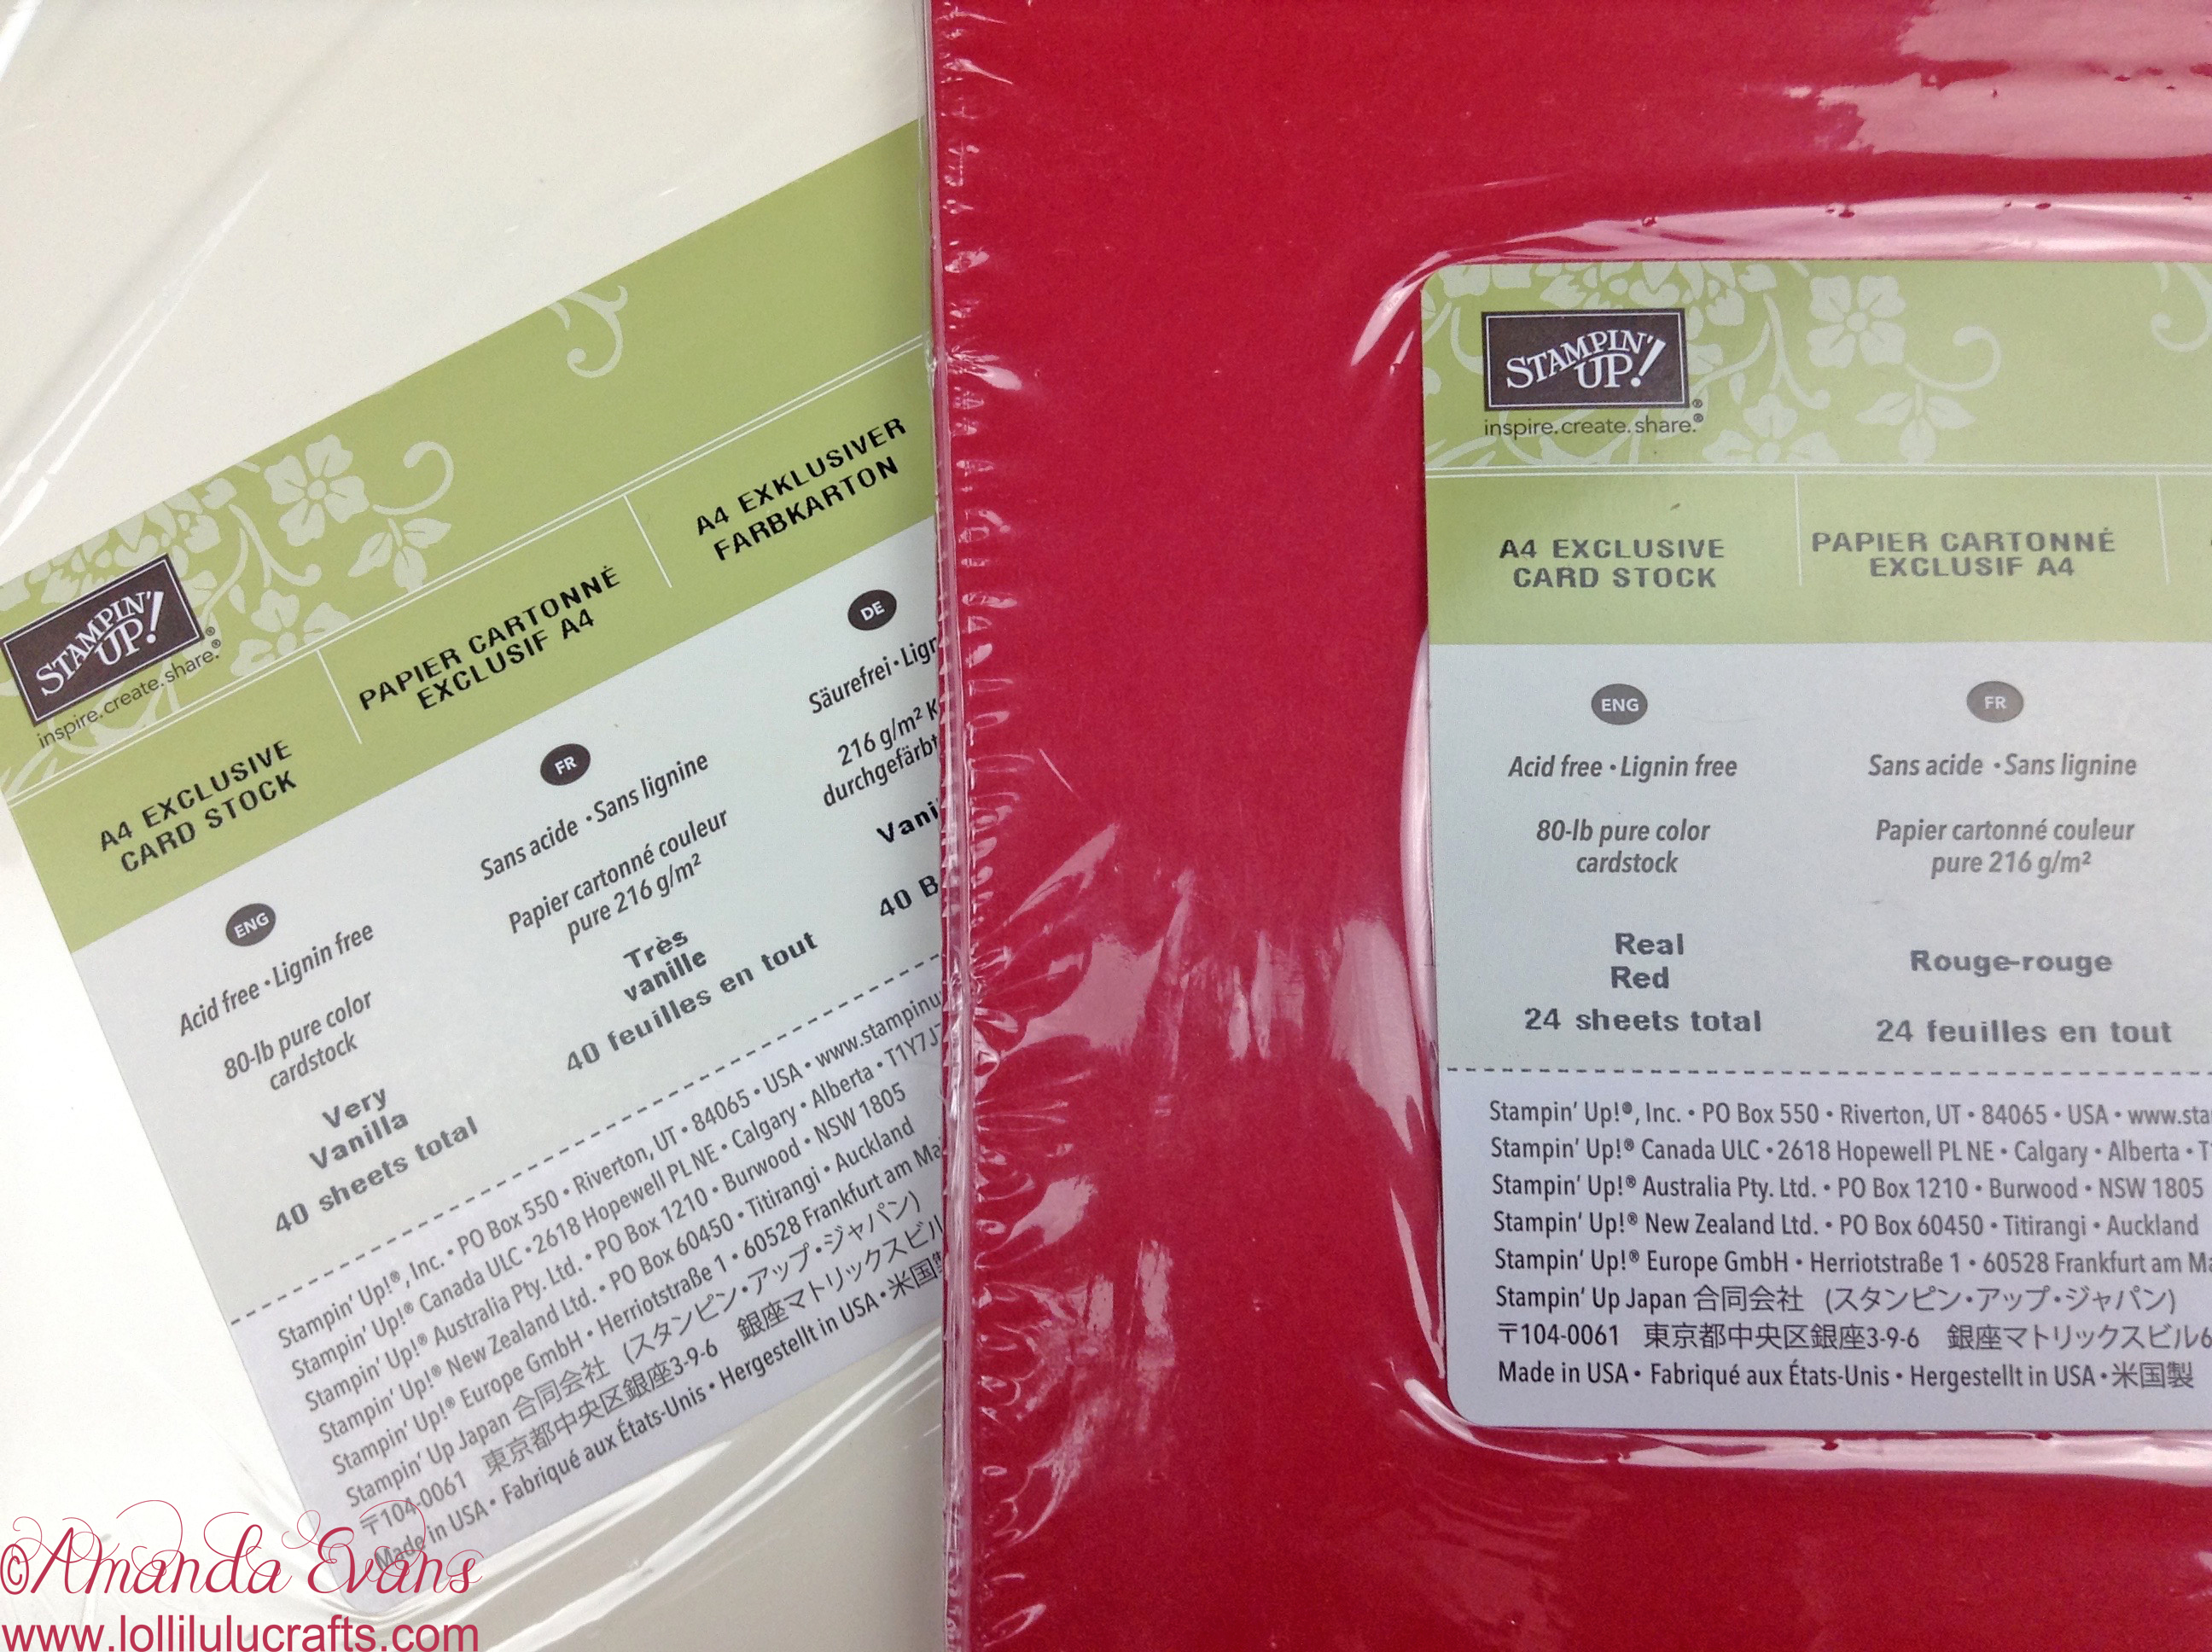 STAMPIN' UP!®
inspire.create.share.®
A4 EXCLUSIVE
CARD STOCK
PAPIER CARTONNÉ
EXCLUSIF A4
A4 EXKLUSIVER
FARBKARTON
ENG
Acid free • Lignin free
80-lb pure color
cardstock
Very
Vanilla
40 sheets total
FR
Sans acide • Sans lignine
Papier cartonné couleur
pure 216 g/m²
Très
vanille
40 feuilles en tout
DE
Säurefrei •
216 g/m²
40
Stampin' Up!®, Inc. • PO Box 550 • Riverton, UT • 84065 • USA •
Stampin' Up!® Canada ULC • 2618 Hopewell PL NE • Calgary • Alberta •
Stampin' Up!® Australia Pty. Ltd. • PO Box 1210 • Burwood • NSW 1805
Stampin' Up!® New Zealand Ltd. • PO Box 60450 • Titirangi • Auckland
Stampin' Up!® Europe GmbH • Herriotstraße 1 • 60528 Frankfurt am
Stampin' Up Japan 合同会社 (スタンピン・アップ・ジャパン)
〒104-0061 東京都中央区銀座3-9-6 銀座マトリックスビル
Made in USA • Fabriqué aux États-Unis • Hergestellt in USA • 米国
STAMPIN' UP!®
inspire.create.share.®
A4 EXCLUSIVE
CARD STOCK
PAPIER CARTONNÉ
EXCLUSIF A4
ENG
Acid free • Lignin free
80-lb pure color
cardstock
Real
Red
24 sheets total
FR
Sans acide • Sans lignine
Papier cartonné couleur
pure 216 g/m²
Rouge-rouge
24 feuilles en tout
Stampin' Up!®, Inc. • PO Box 550 • Riverton, UT • 84065 • USA •
Stampin' Up!® Canada ULC • 2618 Hopewell PL NE • Calgary • Alberta •
Stampin' Up!® Australia Pty. Ltd. • PO Box 1210 • Burwood • NSW 1805
Stampin' Up!® New Zealand Ltd. • PO Box 60450 • Titirangi • Auckland
Stampin' Up!® Europe GmbH • Herriotstraße 1 • 60528 Frankfurt am
Stampin' Up Japan 合同会社 (スタンピン・アップ・ジャパン)
〒104-0061 東京都中央区銀座3-9-6 銀座マトリックスビル
Made in USA • Fabriqué aux États-Unis • Hergestellt in USA • 米国製
©Amanda Evans
www.lollilulucrafts.com